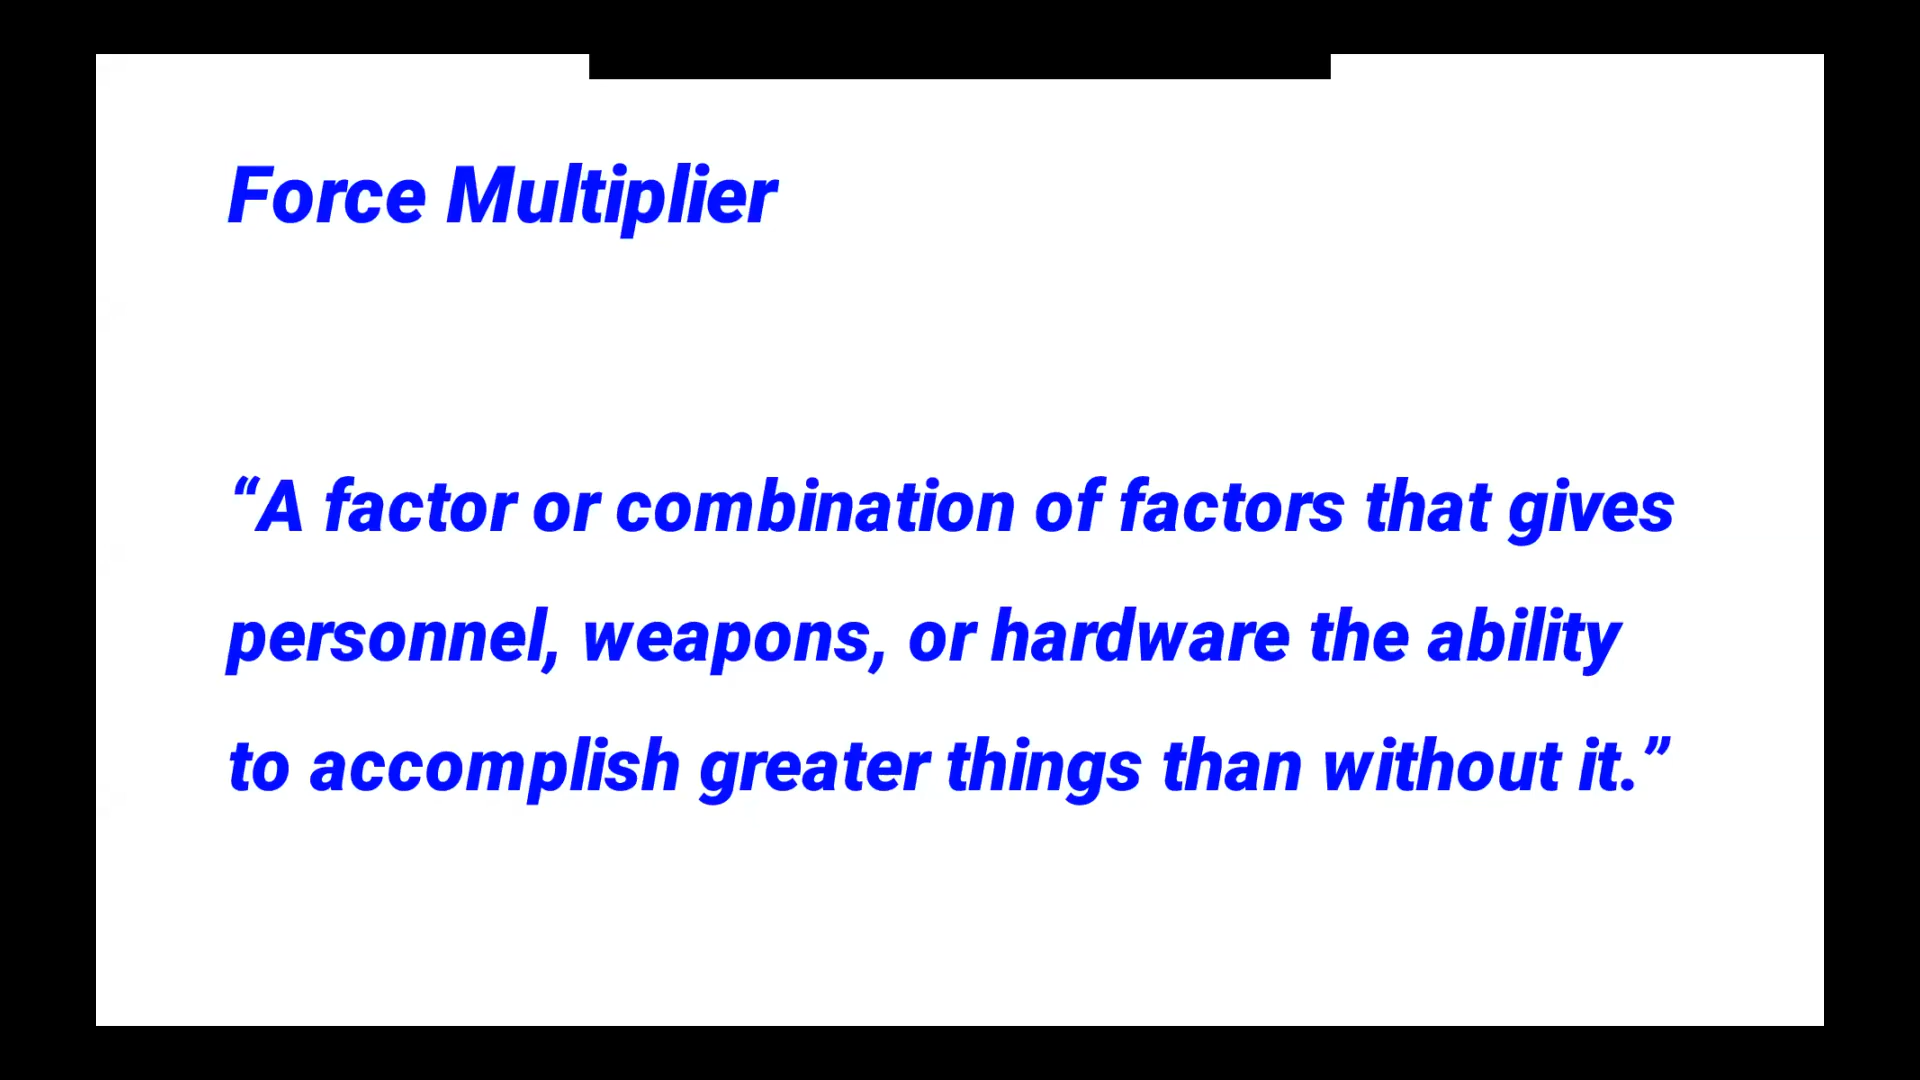 Force Multiplier
“A factor or combination of factors that gives
personnel, weapons, or hardware the ability
to accomplish greater things than without it.”